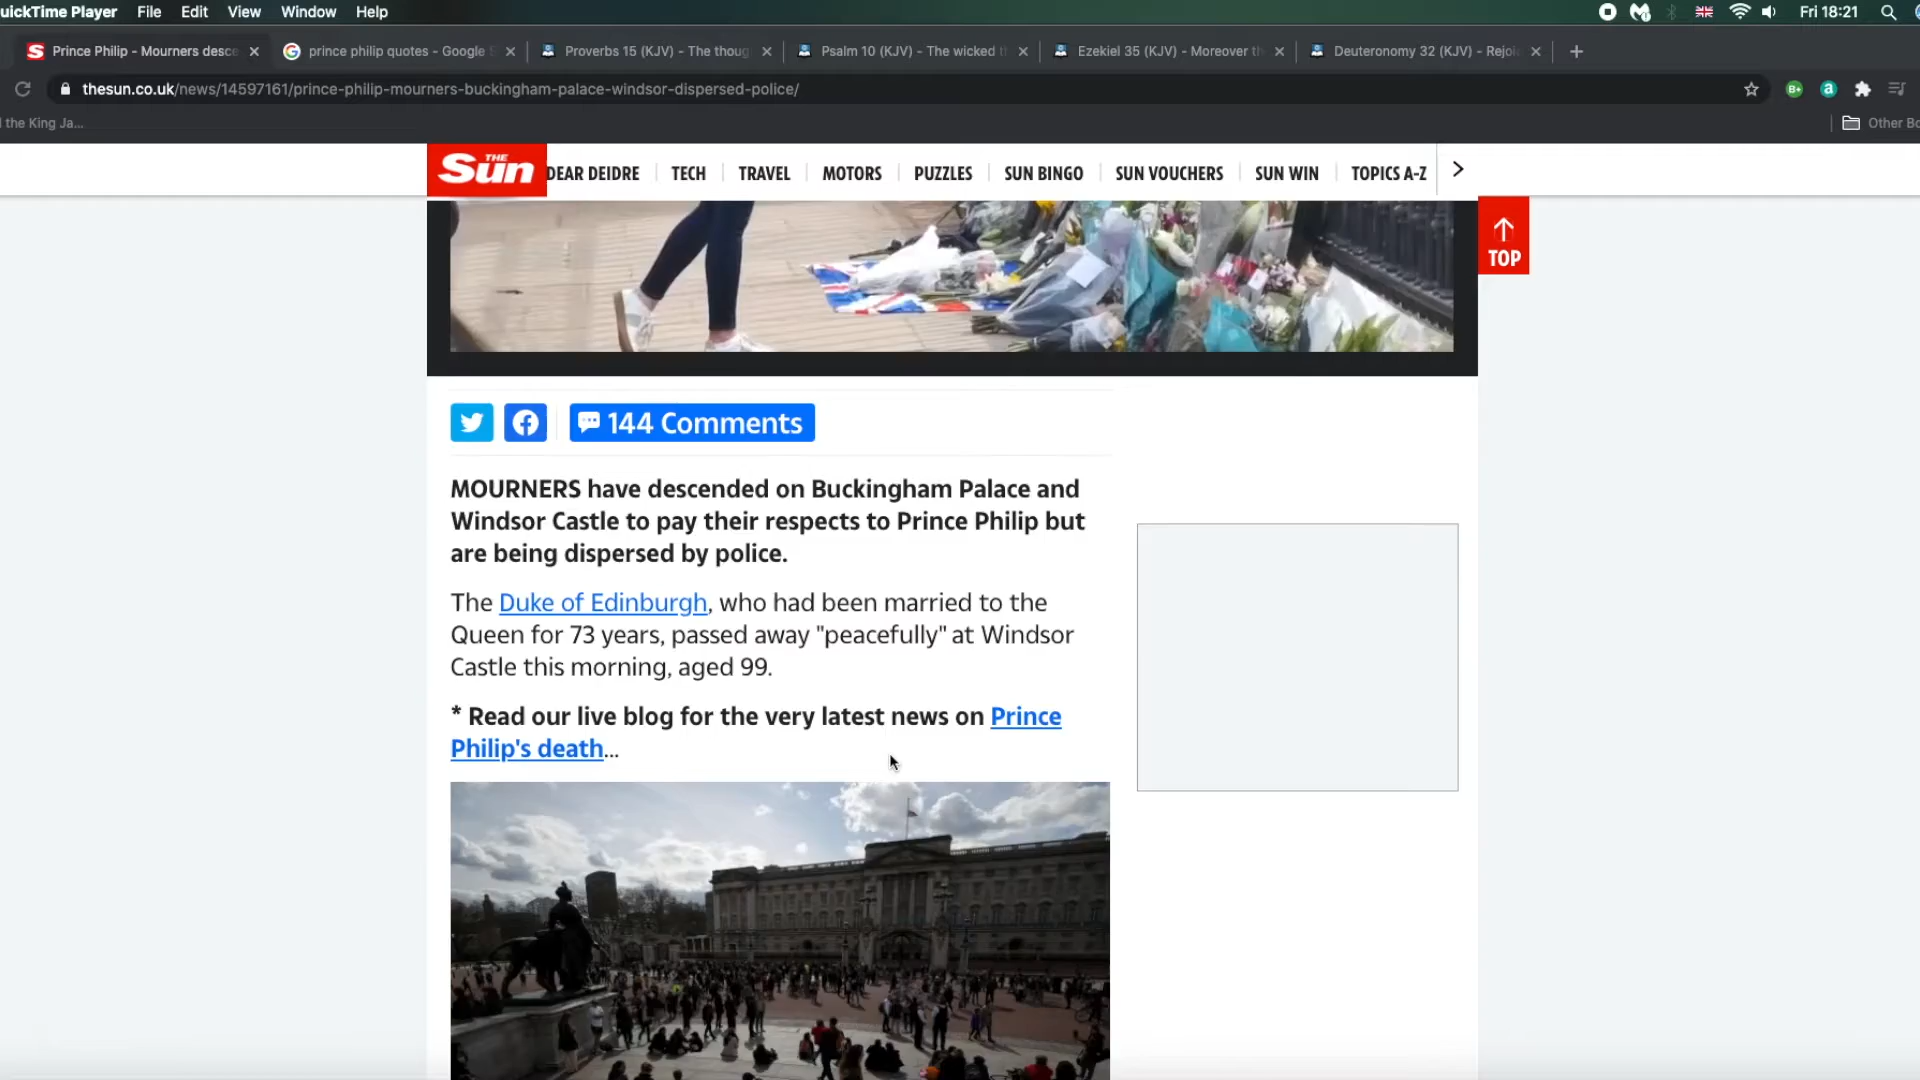 uickTime Player File Edit View Window Help Fri 18:21
Prince Philip - Mourners desce prince philip quotes - Google S Proverbs 15 (KJV) - The thoug Psalm 10 (KJV) - The wicked t Ezekiel 35 (KJV) - Moreover th Deuteronomy 32 (KJV) - Rejoi
thesun.co.uk/news/14597161/prince-philip-mourners-buckingham-palace-windsor-dispersed-police/
the King Ja... Other Bo
THE Sun DEAR DEIDRE TECH TRAVEL MOTORS PUZZLES SUN BINGO SUN VOUCHERS SUN WIN TOPICS A-Z
TOP
144 Comments
MOURNERS have descended on Buckingham Palace and
Windsor Castle to pay their respects to Prince Philip but
are being dispersed by police.
The Duke of Edinburgh, who had been married to the
Queen for 73 years, passed away "peacefully" at Windsor
Castle this morning, aged 99.
* Read our live blog for the very latest news on Prince
Philip's death...